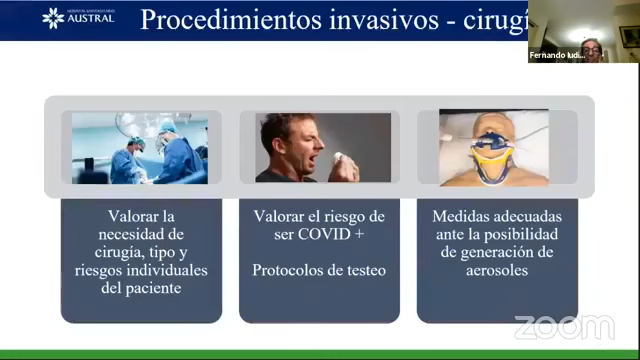 HOSPITAL UNIVERSITARIO
AUSTRAL
Procedimientos invasivos -
Fernando
Valorar la
necesidad de
cirugía, tipo y
riesgos individuales
del paciente
Valorar el riesgo de
ser COVID +
Protocolos de testeo
Medidas adecuadas
ante la posibilidad
de generación de
aerosoles
zoom